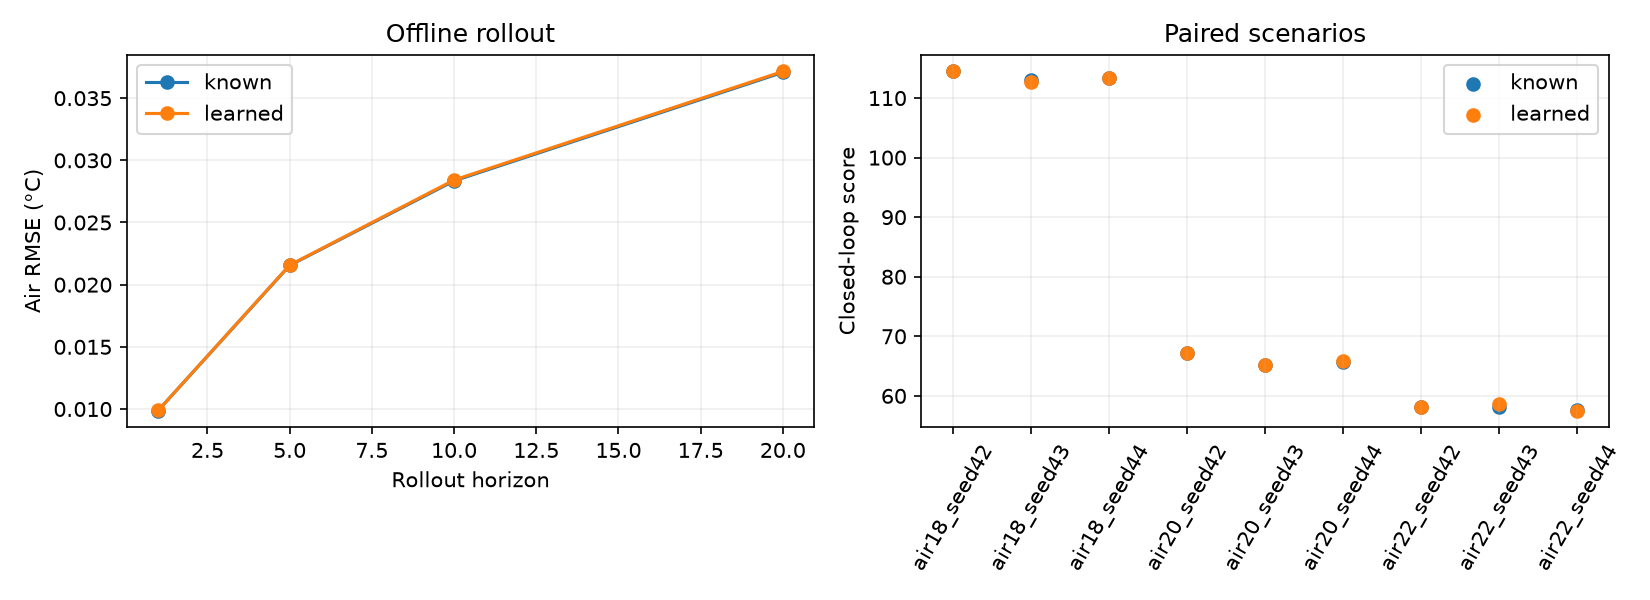 Offline rollout
known
learned
0.035
0.030
0.025
0.020
0.015
0.010
Air RMSE (°C)
2.5
5.0
7.5
10.0
12.5
15.0
17.5
20.0
Rollout horizon
Paired scenarios
known
learned
110
100
90
80
70
60
Closed-loop score
air18_seed42
air18_seed43
air18_seed44
air20_seed42
air20_seed43
air20_seed44
air22_seed42
air22_seed43
air22_seed44